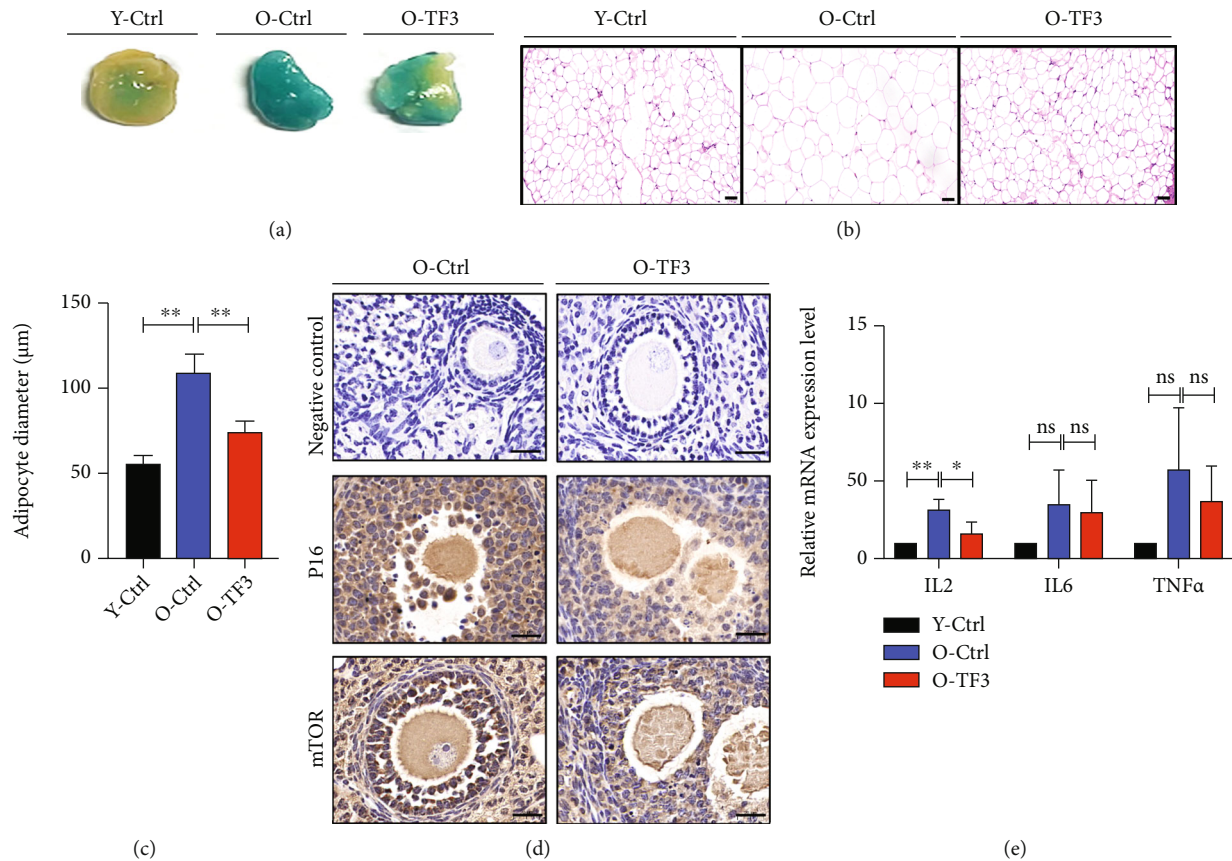 Y-Ctrl
O-Ctrl
O-TF3
(a)
Y-Ctrl
O-Ctrl
O-TF3
(b)
Adipocyte diameter (μm)
150
100
50
0
**
**
Y-Ctrl
O-Ctrl
O-TF3
(c)
O-Ctrl
O-TF3
Negative control
P16
mTOR
(d)
Relative mRNA expression level
15
10
50
0
**
*
ns
ns
ns
ns
IL2
IL6
TNFα
Y-Ctrl
O-Ctrl
O-TF3
(e)